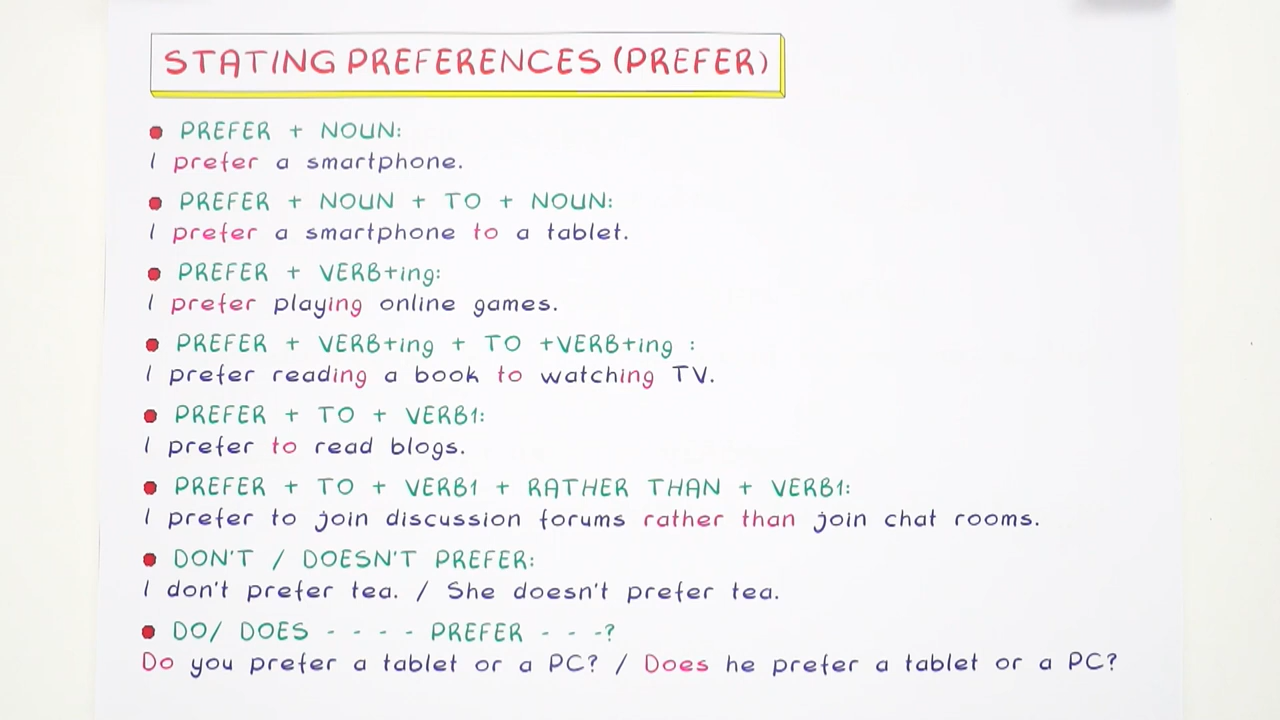 STATING PREFERENCES (PREFER)
PREFER + NOUN:
I prefer a smartphone.
PREFER + NOUN + TO + NOUN:
I prefer a smartphone to a tablet.
PREFER + VERB+ing:
I prefer playing online games.
PREFER + VERB+ing + TO +VERB+ing :
I prefer reading a book to watching TV.
PREFER + TO + VERB1:
I prefer to read blogs.
PREFER + TO + VERB1 + RATHER THAN + VERB1:
I prefer to join discussion forums rather than join chat rooms.
DON'T / DOESN'T PREFER:
I don't prefer tea. / She doesn't prefer tea.
DO/ DOES - - - - PREFER - - -?
Do you prefer a tablet or a PC? / Does he prefer a tablet or a PC?